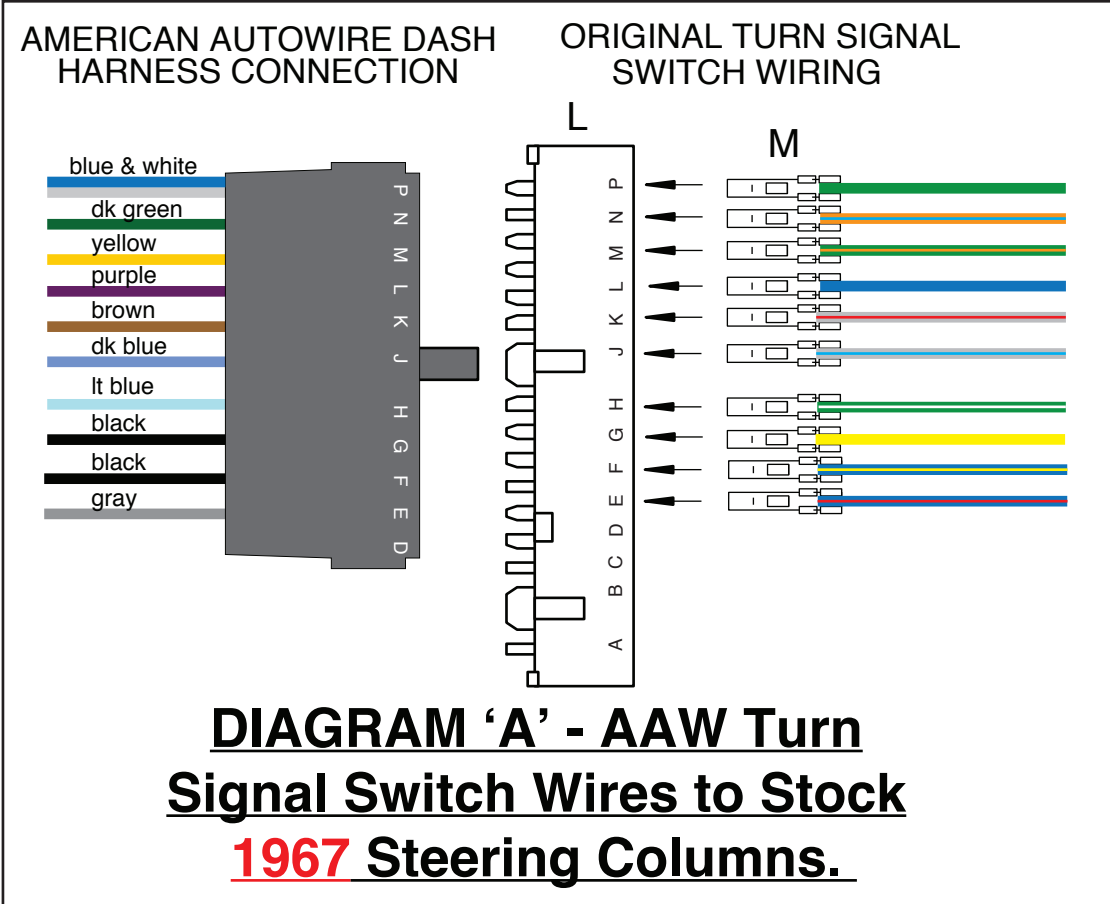 AMERICAN AUTOWIRE DASH
HARNESS CONNECTION
ORIGINAL TURN SIGNAL
SWITCH WIRING
blue & white
dk green
yellow
purple
brown
dk blue
lt blue
black
black
gray
P
N
M
L
K
J
H
G
F
E
D
L
P
N
M
L
K
J
H
G
F
E
D
C
B
A
M
DIAGRAM ‘A’ - AAW Turn
Signal Switch Wires to Stock
1967 Steering Columns.